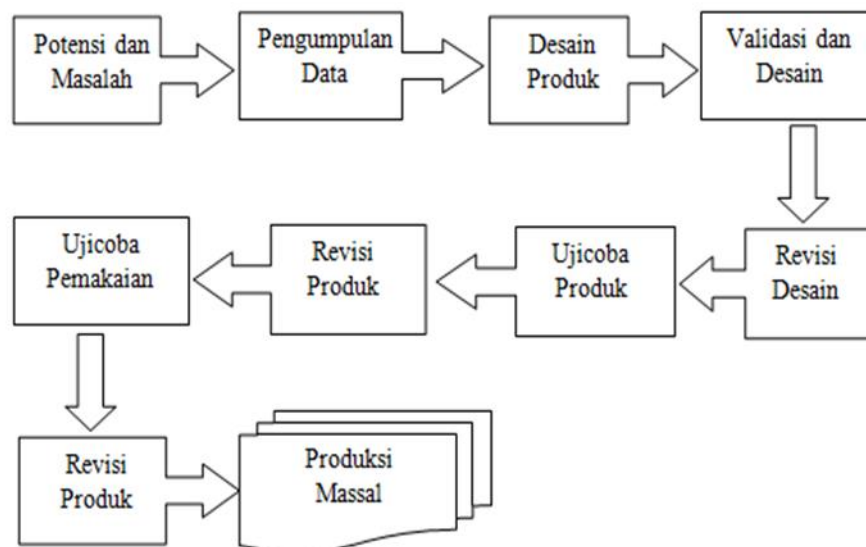 Potensi dan
Masalah
Pengumpulan
Data
Desain
Produk
Validasi dan
Desain
Revisi
Desain
Ujicoba
Produk
Revisi
Produk
Ujicoba
Pemakaian
Revisi
Produk
Produksi
Massal